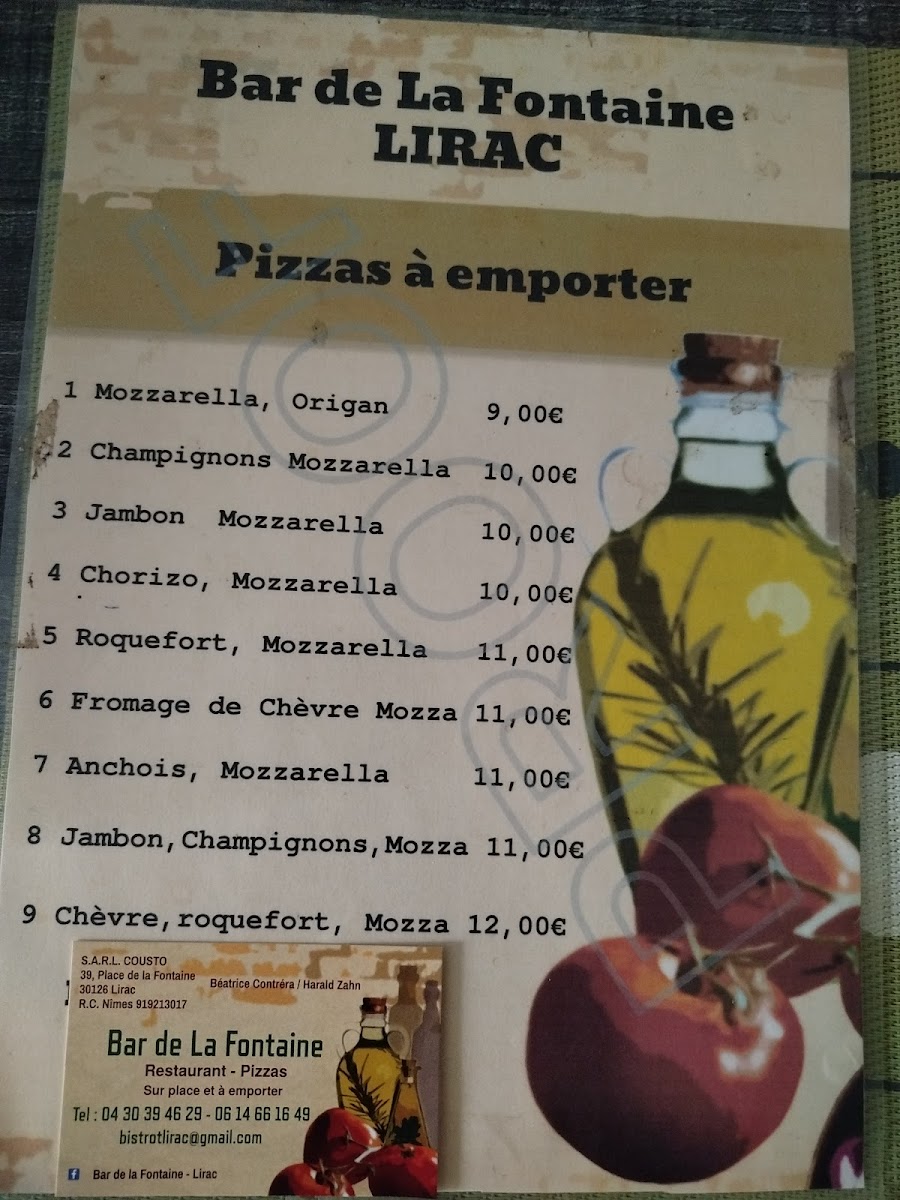 Bar de La Fontaine
LIRAC
Pizzas à emporter
1 Mozzarella, Origan 9,00€
2 Champignons Mozzarella 10,00€
3 Jambon Mozzarella 10,00€
4 Chorizo, Mozzarella 10,00€
5 Roquefort, Mozzarella 11,00€
6 Fromage de Chèvre Mozza 11,00€
7 Anchois, Mozzarella 11,00€
8 Jambon,Champignons,Mozza 11,00€
9 Chèvre,roquefort, Mozza 12,00€
S.A.R.L. COUSTO
39, Place de la Fontaine
30126 Lirac
R.C. Nîmes 919213017
Béatrice Contréra / Harald Zahn
Bar de La Fontaine
Restaurant - Pizzas
Sur place et à emporter
Tel : 04 30 39 46 29 - 06 14 66 16 49
bistrotlirac@gmail.com
f Bar de la Fontaine - Lirac